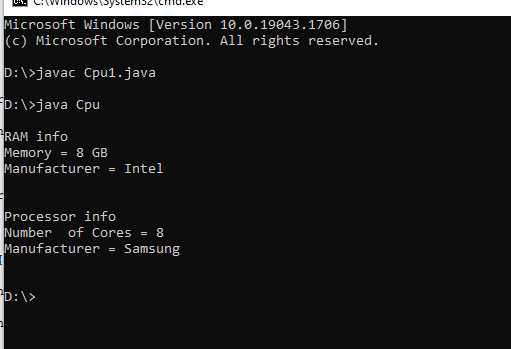 C:\Windows\System32\cmd.exe
Microsoft Windows [Version 10.0.19043.1706]
(c) Microsoft Corporation. All rights reserved.
D:\>javac Cpu1.java
D:\>java Cpu
RAM info
Memory = 8 GB
Manufacturer = Intel
Processor info
Number  of Cores = 8
Manufacturer = Samsung
D:\>